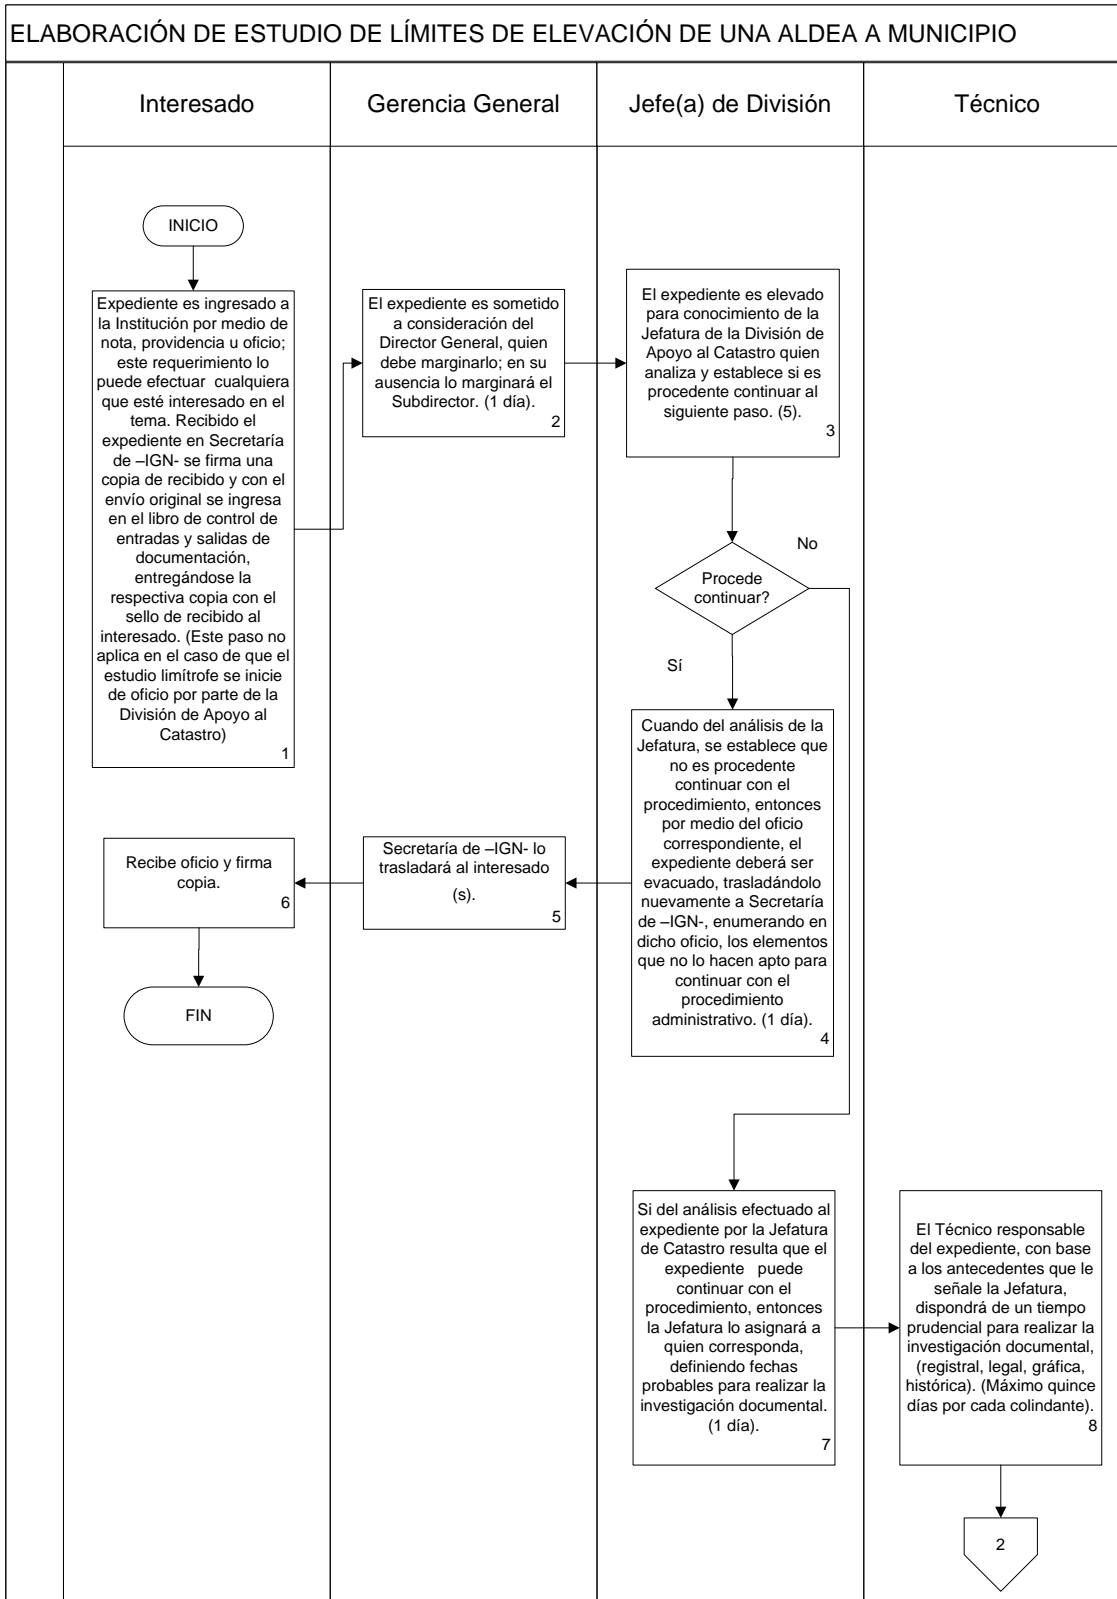 ELABORACIÓN DE ESTUDIO DE LÍMITES DE ELEVACIÓN DE UNA ALDEA A MUNICIPIO
Interesado
Gerencia General
Jefe(a) de División
Técnico
INICIO
Expediente es ingresado a
la Institución por medio de
nota, providencia u oficio;
este requerimiento lo
puede efectuar cualquiera
que esté interesado en el
tema. Recibido el
expediente en Secretaría
de –IGN- se firma una
copia de recibido y con el
envío original se ingresa
en el libro de control de
entradas y salidas de
documentación,
entregándose la
respectiva copia con el
sello de recibido al
interesado. (Este paso no
aplica en el caso de que el
estudio limítrofe se inicie
de oficio por parte de la
División de Apoyo al
Catastro)
1
El expediente es sometido
a consideración del
Director General, quien
debe marginarlo; en su
ausencia lo marginará el
Subdirector. (1 día).
2
El expediente es elevado
para conocimiento de la
Jefatura de la División de
Apoyo al Catastro quien
analiza y establece si es
procedente continuar al
siguiente paso. (5).
3
Procede
continuar?
No
Sí
Cuando del análisis de la
Jefatura, se establece que
no es procedente
continuar con el
procedimiento, entonces
por medio del oficio
correspondiente, el
expediente deberá ser
evacuado, trasladándolo
nuevamente a Secretaría
de –IGN-, enumerando en
dicho oficio, los elementos
que no lo hacen apto para
continuar con el
procedimiento
administrativo. (1 día).
4
Secretaría de –IGN- lo
trasladará al interesado
(s).
5
Recibe oficio y firma
copia.
6
FIN
Si del análisis efectuado al
expediente por la Jefatura
de Catastro resulta que el
expediente puede
continuar con el
procedimiento, entonces
la Jefatura lo asignará a
quien corresponda,
definiendo fechas
probables para realizar la
investigación documental.
(1 día).
7
El Técnico responsable
del expediente, con base
a los antecedentes que le
señale la Jefatura,
dispondrá de un tiempo
prudencial para realizar la
investigación documental,
(registral, legal, gráfica,
histórica). (Máximo quince
días por cada colindante).
8
2